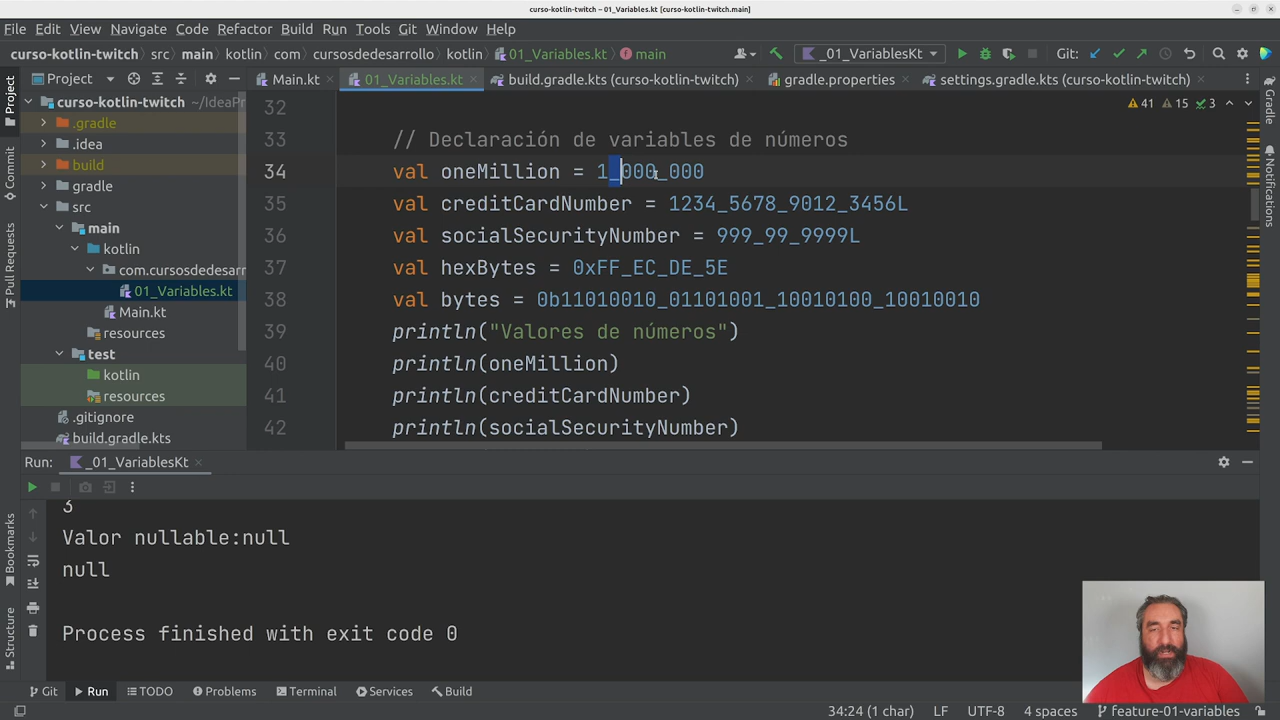 curso-kotlin-twitch – 01_Variables.kt [curso-kotlin-twitch.main]
File Edit View Navigate Code Refactor Build Run Tools Git Window Help
curso-kotlin-twitch src main kotlin com cursosdedesarrollo kotlin 01_Variables.kt main _01_VariablesKt Git:
Project Main.kt 01_Variables.kt build.gradle.kts (curso-kotlin-twitch) gradle.properties settings.gradle.kts (curso-kotlin-twitch)
Project
Commit
Pull Requests
Bookmarks
Structure
Gradle
Notifications
curso-kotlin-twitch ~/IdeaPr
.gradle
.idea
build
gradle
src
main
kotlin
com.cursosdedesarr
01_Variables.kt
Main.kt
resources
test
kotlin
resources
.gitignore
build.gradle.kts
41 15 3
32
33 // Declaración de variables de números
34 val oneMillion = 1_000_000
35 val creditCardNumber = 1234_5678_9012_3456L
36 val socialSecurityNumber = 999_99_9999L
37 val hexBytes = 0xFF_EC_DE_5E
38 val bytes = 0b11010010_01101001_10010100_10010010
39 println("Valores de números")
40 println(oneMillion)
41 println(creditCardNumber)
42 println(socialSecurityNumber)
Run: _01_VariablesKt
3
Valor nullable:null
null
Process finished with exit code 0
Git Run TODO Problems Terminal Services Build
34:24 (1 char) LF UTF-8 4 spaces feature-01-variables